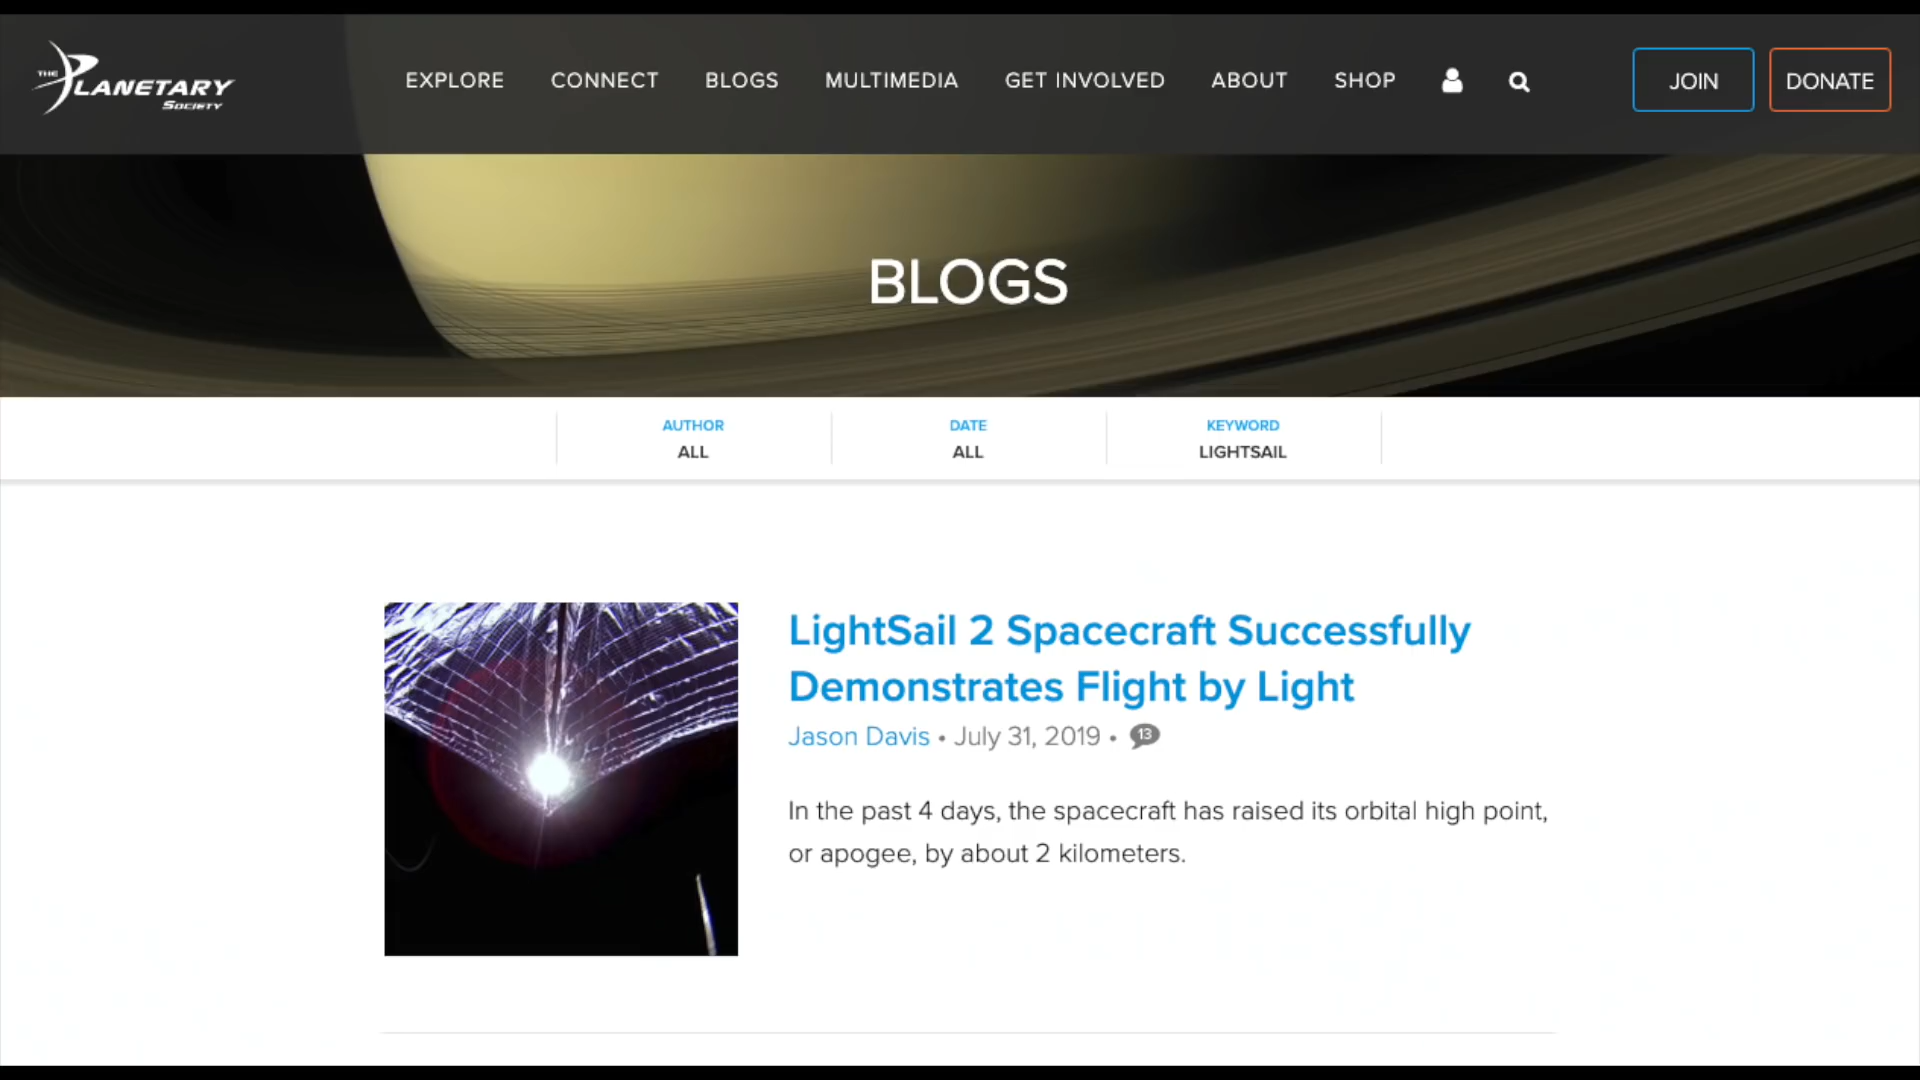 THE PLANETARY SOCIETY
EXPLORE CONNECT BLOGS MULTIMEDIA GET INVOLVED ABOUT SHOP JOIN DONATE
BLOGS
AUTHOR DATE KEYWORD
ALL ALL LIGHTSAIL
LightSail 2 Spacecraft Successfully
Demonstrates Flight by Light
Jason Davis • July 31, 2019 • 13
In the past 4 days, the spacecraft has raised its orbital high point,
or apogee, by about 2 kilometers.